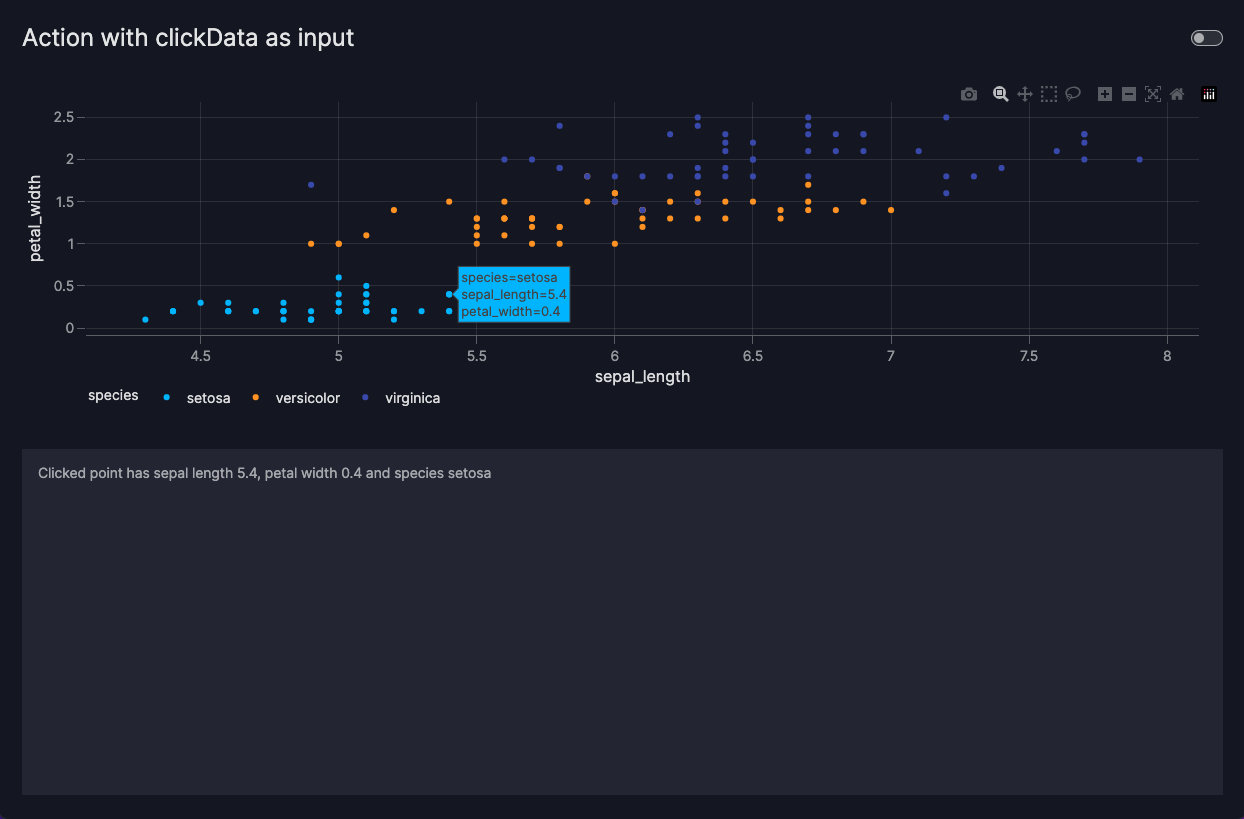 Action with clickData as input
petal_width
2.5
2
1.5
1
0.5
0
species=setosa
sepal_length=5.4
petal_width=0.4
4.5 5 5.5 6 6.5 7 7.5 8
sepal_length
species setosa versicolor virginica
Clicked point has sepal length 5.4, petal width 0.4 and species setosa